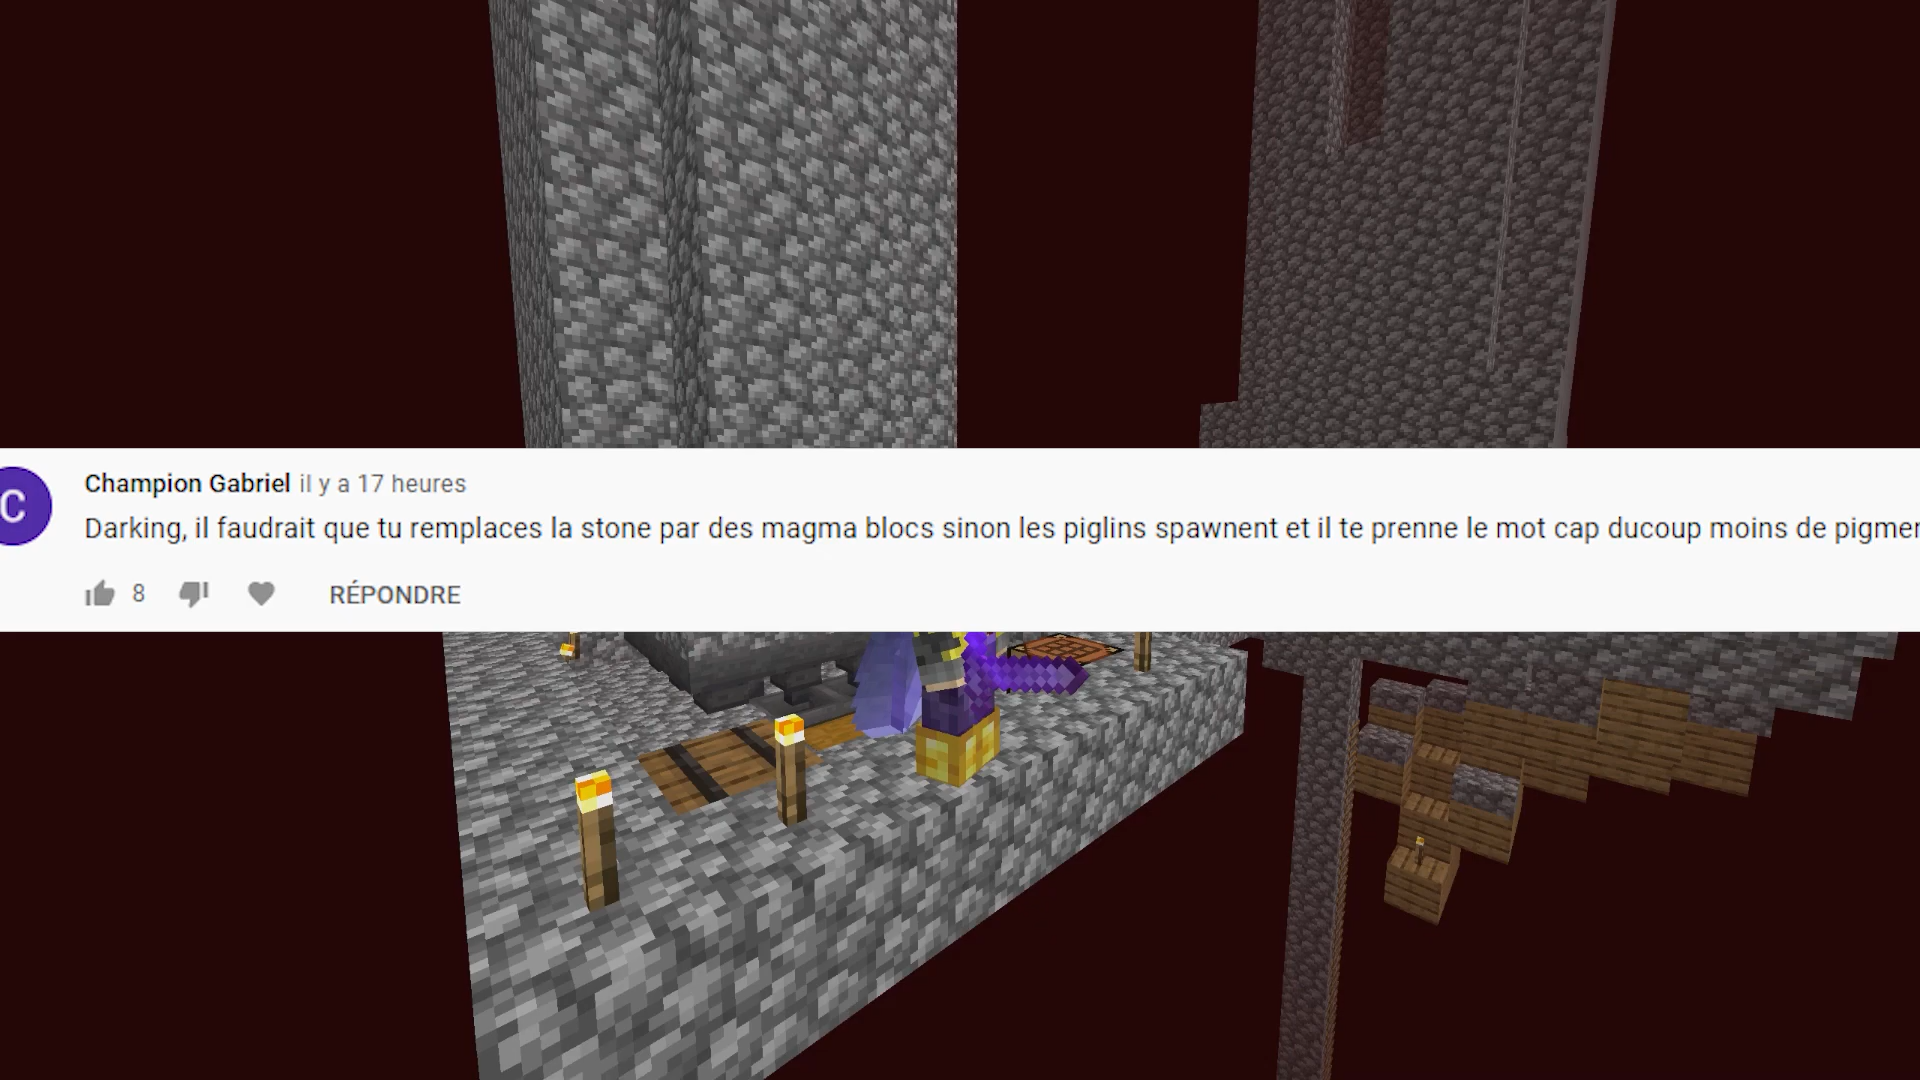 C
Champion Gabriel il y a 17 heures
Darking, il faudrait que tu remplaces la stone par des magma blocs sinon les piglins spawnent et il te prenne le mot cap ducoup moins de pigmen
8
RÉPONDRE